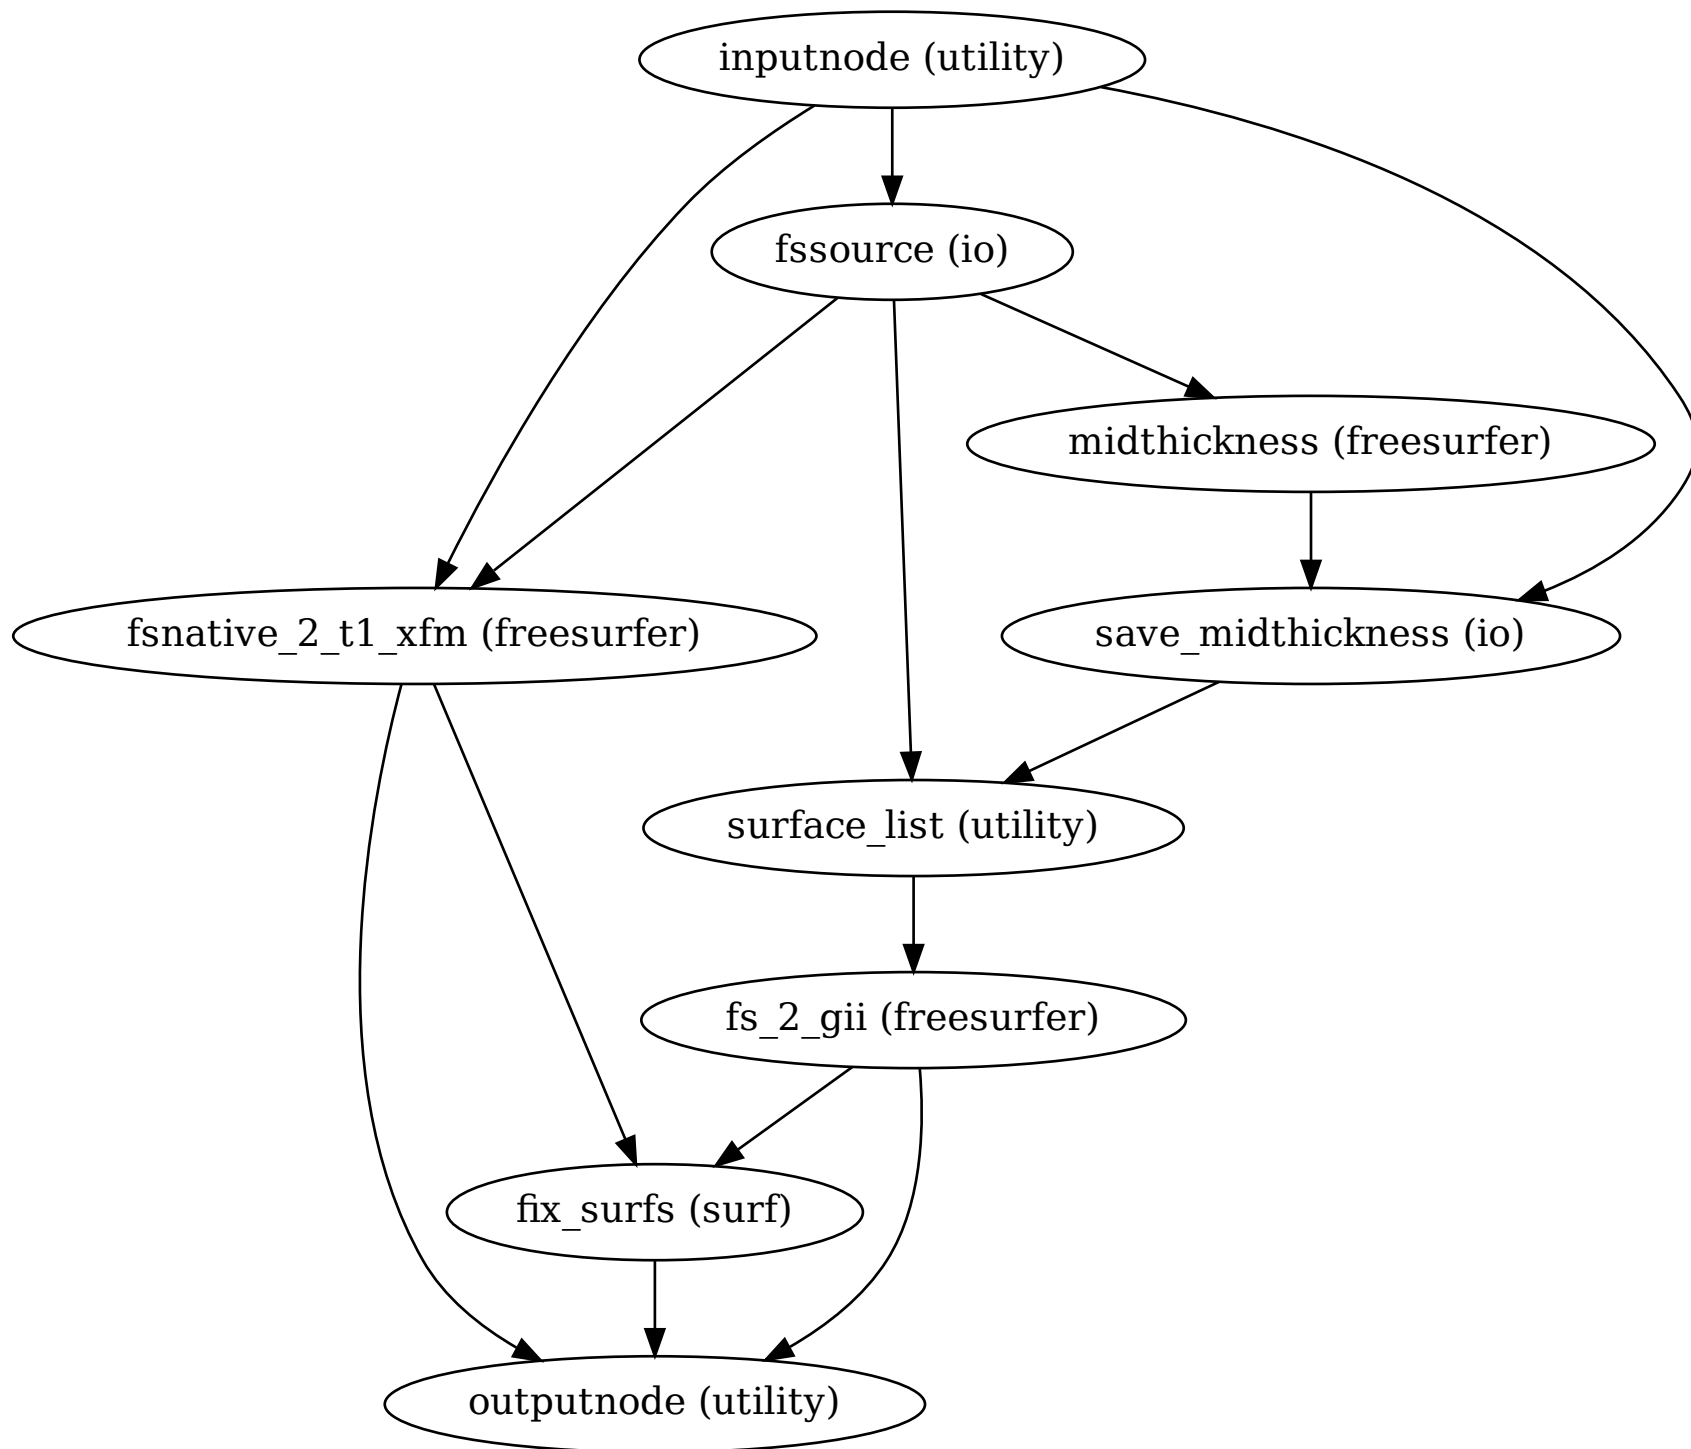 inputnode (utility)
fssource (io)
midthickness (freesurfer)
fsnative_2_t1_xfm (freesurfer)
save_midthickness (io)
surface_list (utility)
fs_2_gii (freesurfer)
fix_surfs (surf)
outputnode (utility)